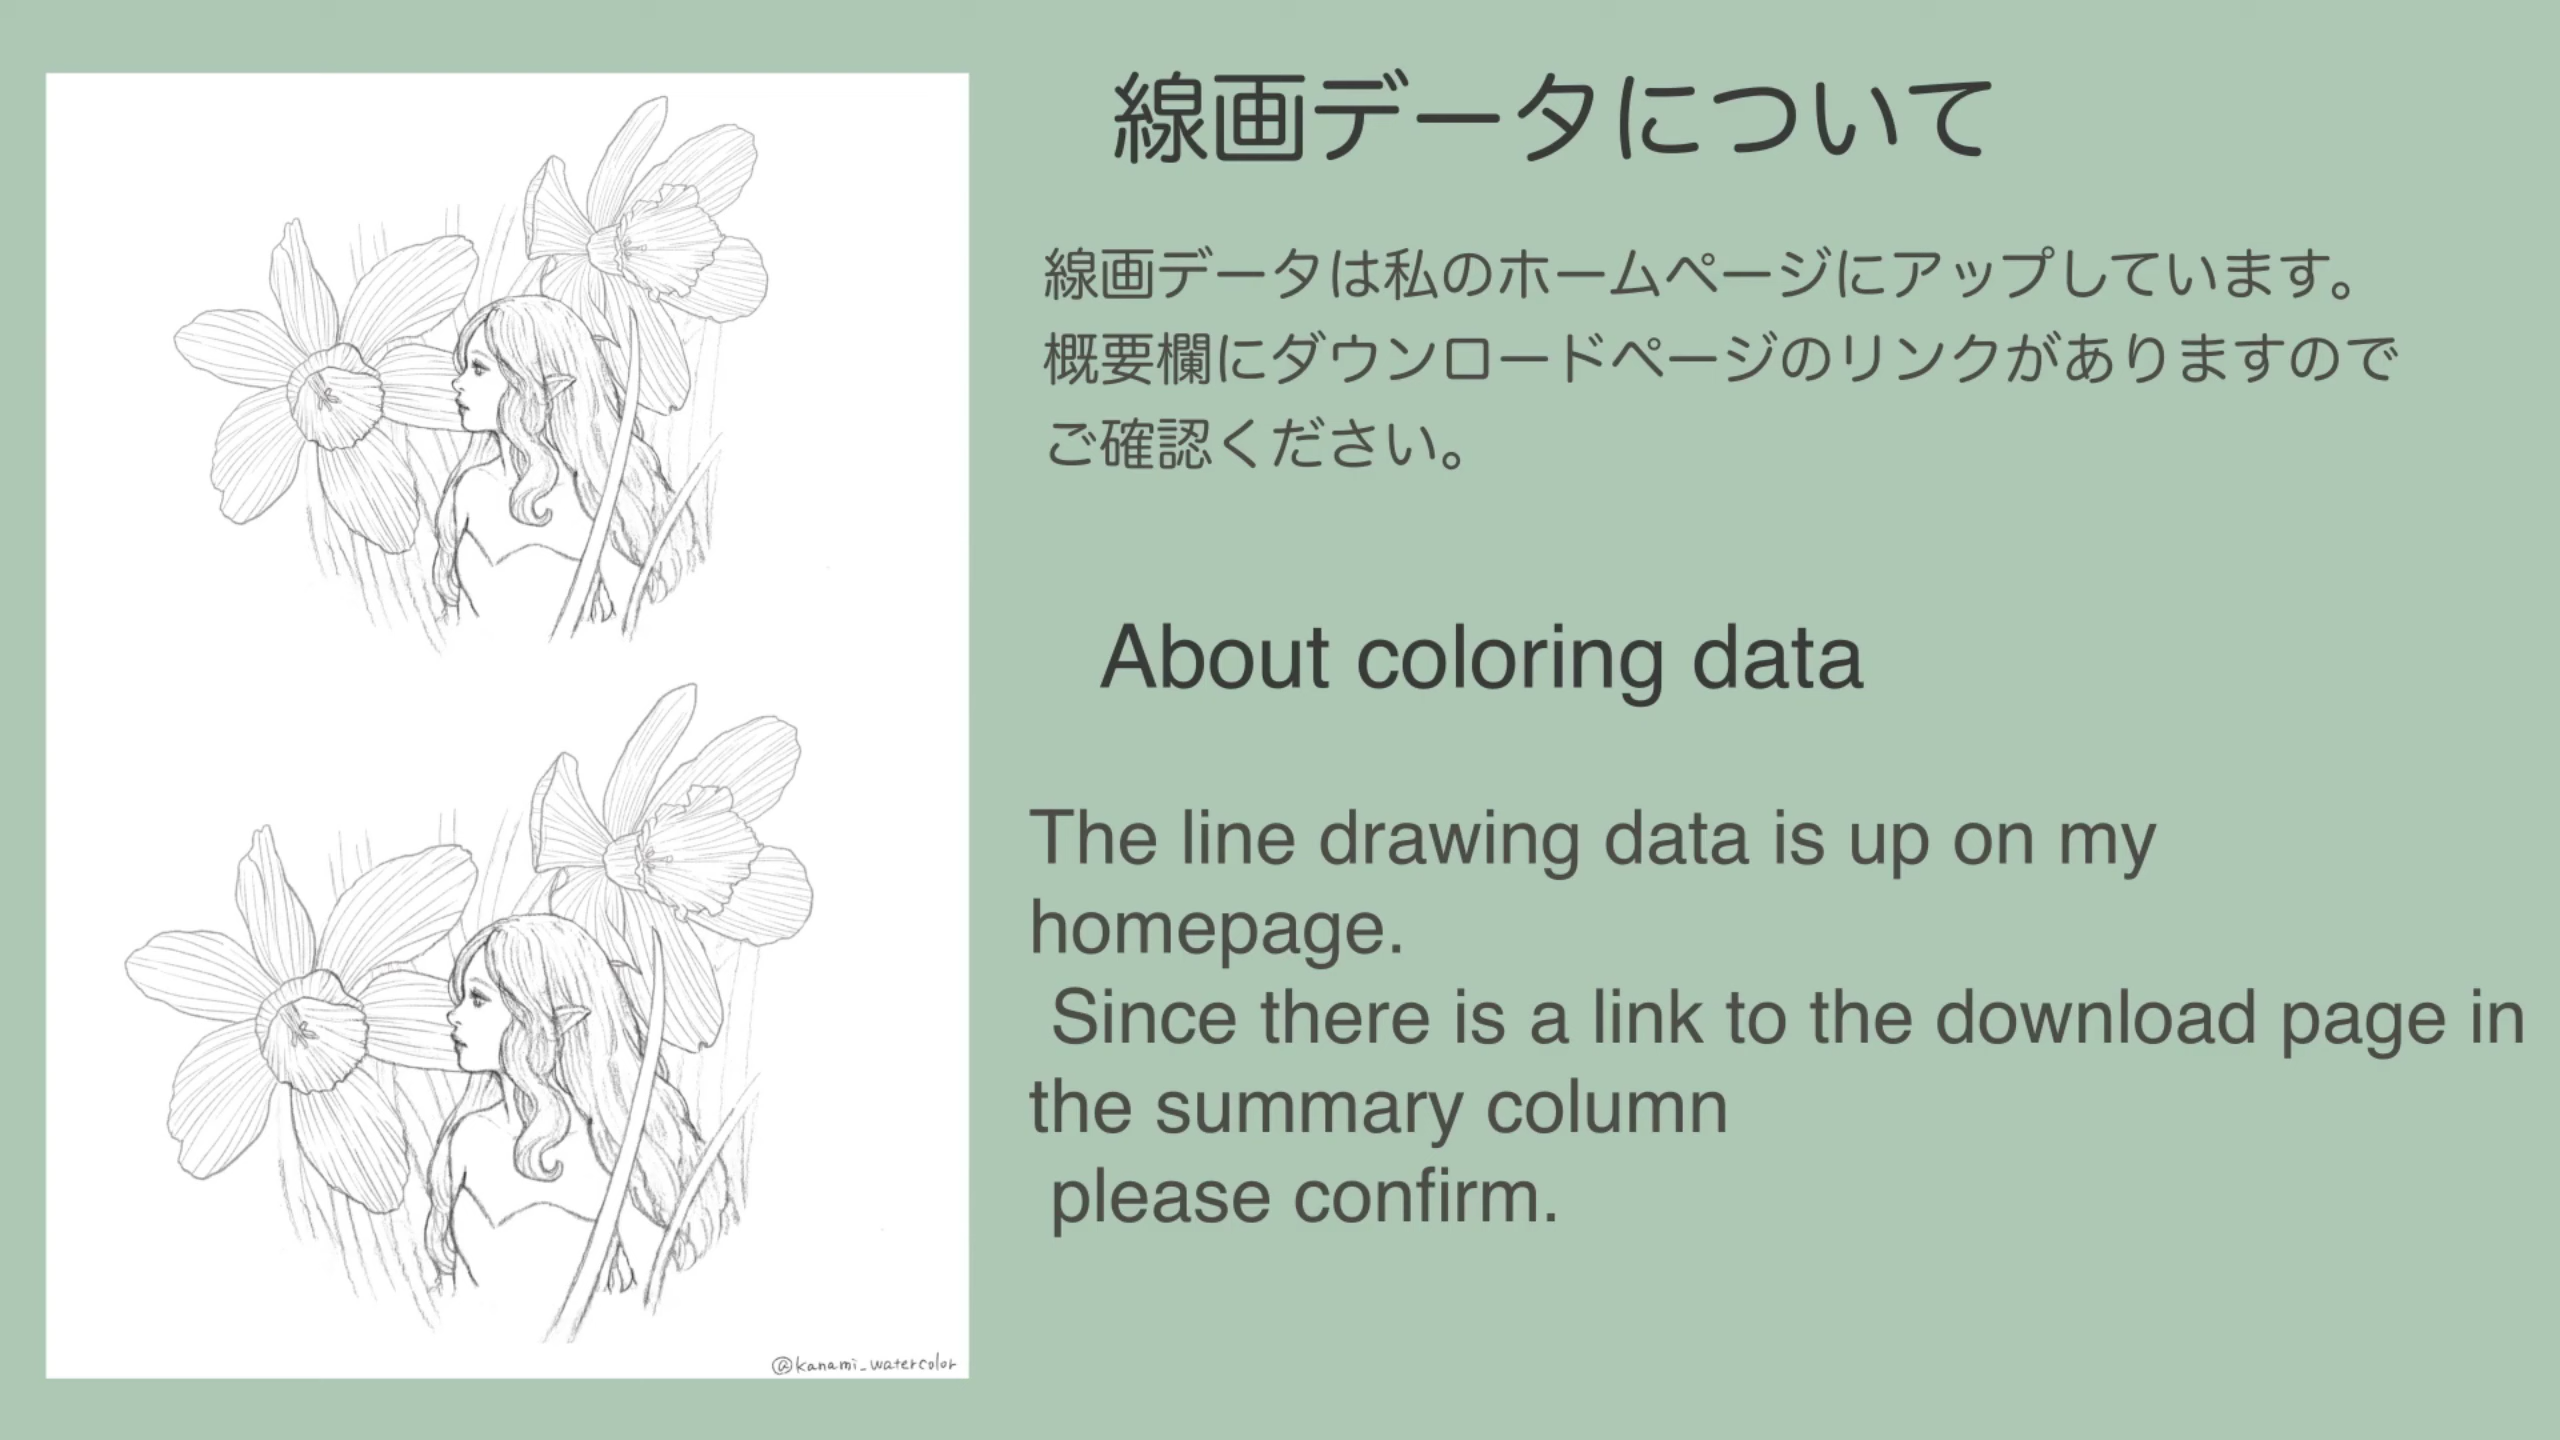 線画データについて
線画データは私のホームページにアップしています。
概要欄にダウンロードページのリンクがありますので
ご確認ください。
About coloring data
The line drawing data is up on my
homepage.
Since there is a link to the download page in
the summary column
please confirm.
@kanami_watercolor